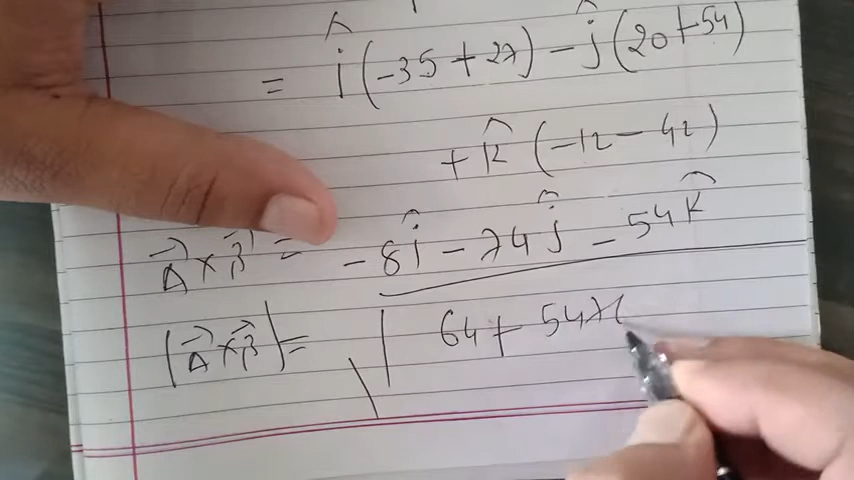 = î(-35+27) - ĵ(20+54)
+ k̂(-12-42)
A⃗×B⃗ = -8î - 74ĵ - 54k̂
|A⃗×B⃗| = √ 64 + 54×